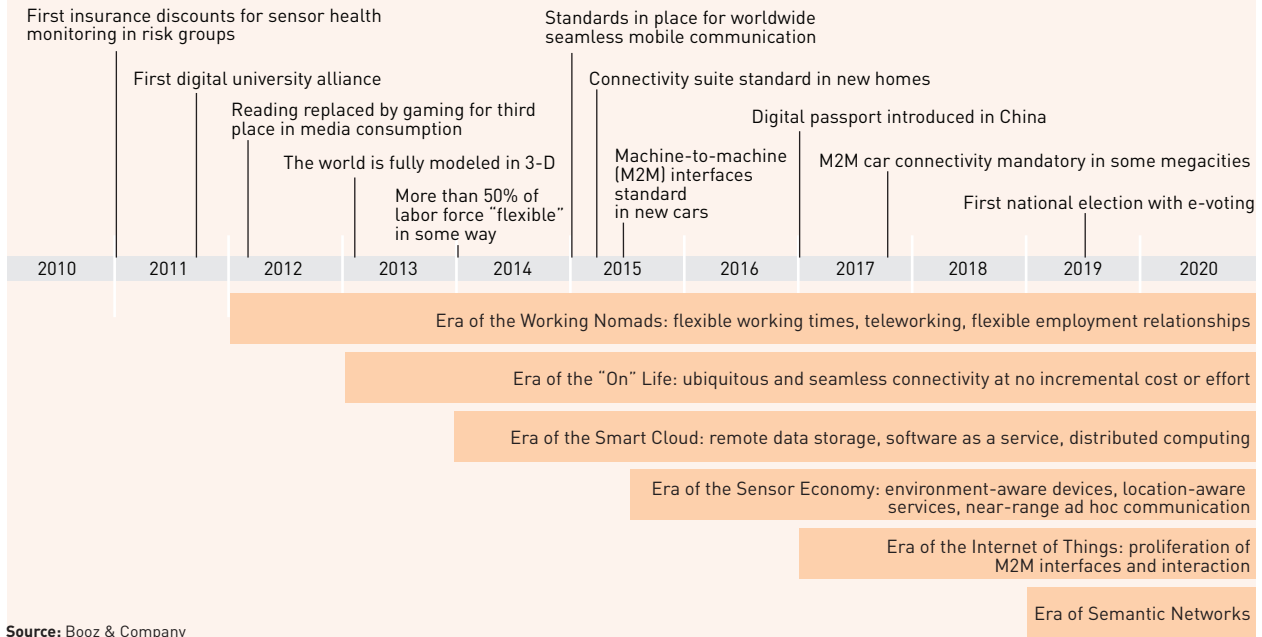 First insurance discounts for sensor health
monitoring in risk groups
First digital university alliance
Reading replaced by gaming for third
place in media consumption
The world is fully modeled in 3-D
More than 50% of
labor force “flexible”
in some way
Standards in place for worldwide
seamless mobile communication
Connectivity suite standard in new homes
Machine-to-machine
(M2M) interfaces
standard
in new cars
Digital passport introduced in China
M2M car connectivity mandatory in some megacities
First national election with e-voting
2010 2011 2012 2013 2014 2015 2016 2017 2018 2019 2020
Era of the Working Nomads: flexible working times, teleworking, flexible employment relationships
Era of the “On” Life: ubiquitous and seamless connectivity at no incremental cost or effort
Era of the Smart Cloud: remote data storage, software as a service, distributed computing
Era of the Sensor Economy: environment-aware devices, location-aware
services, near-range ad hoc communication
Era of the Internet of Things: proliferation of
M2M interfaces and interaction
Era of Semantic Networks
Source: Booz & Company